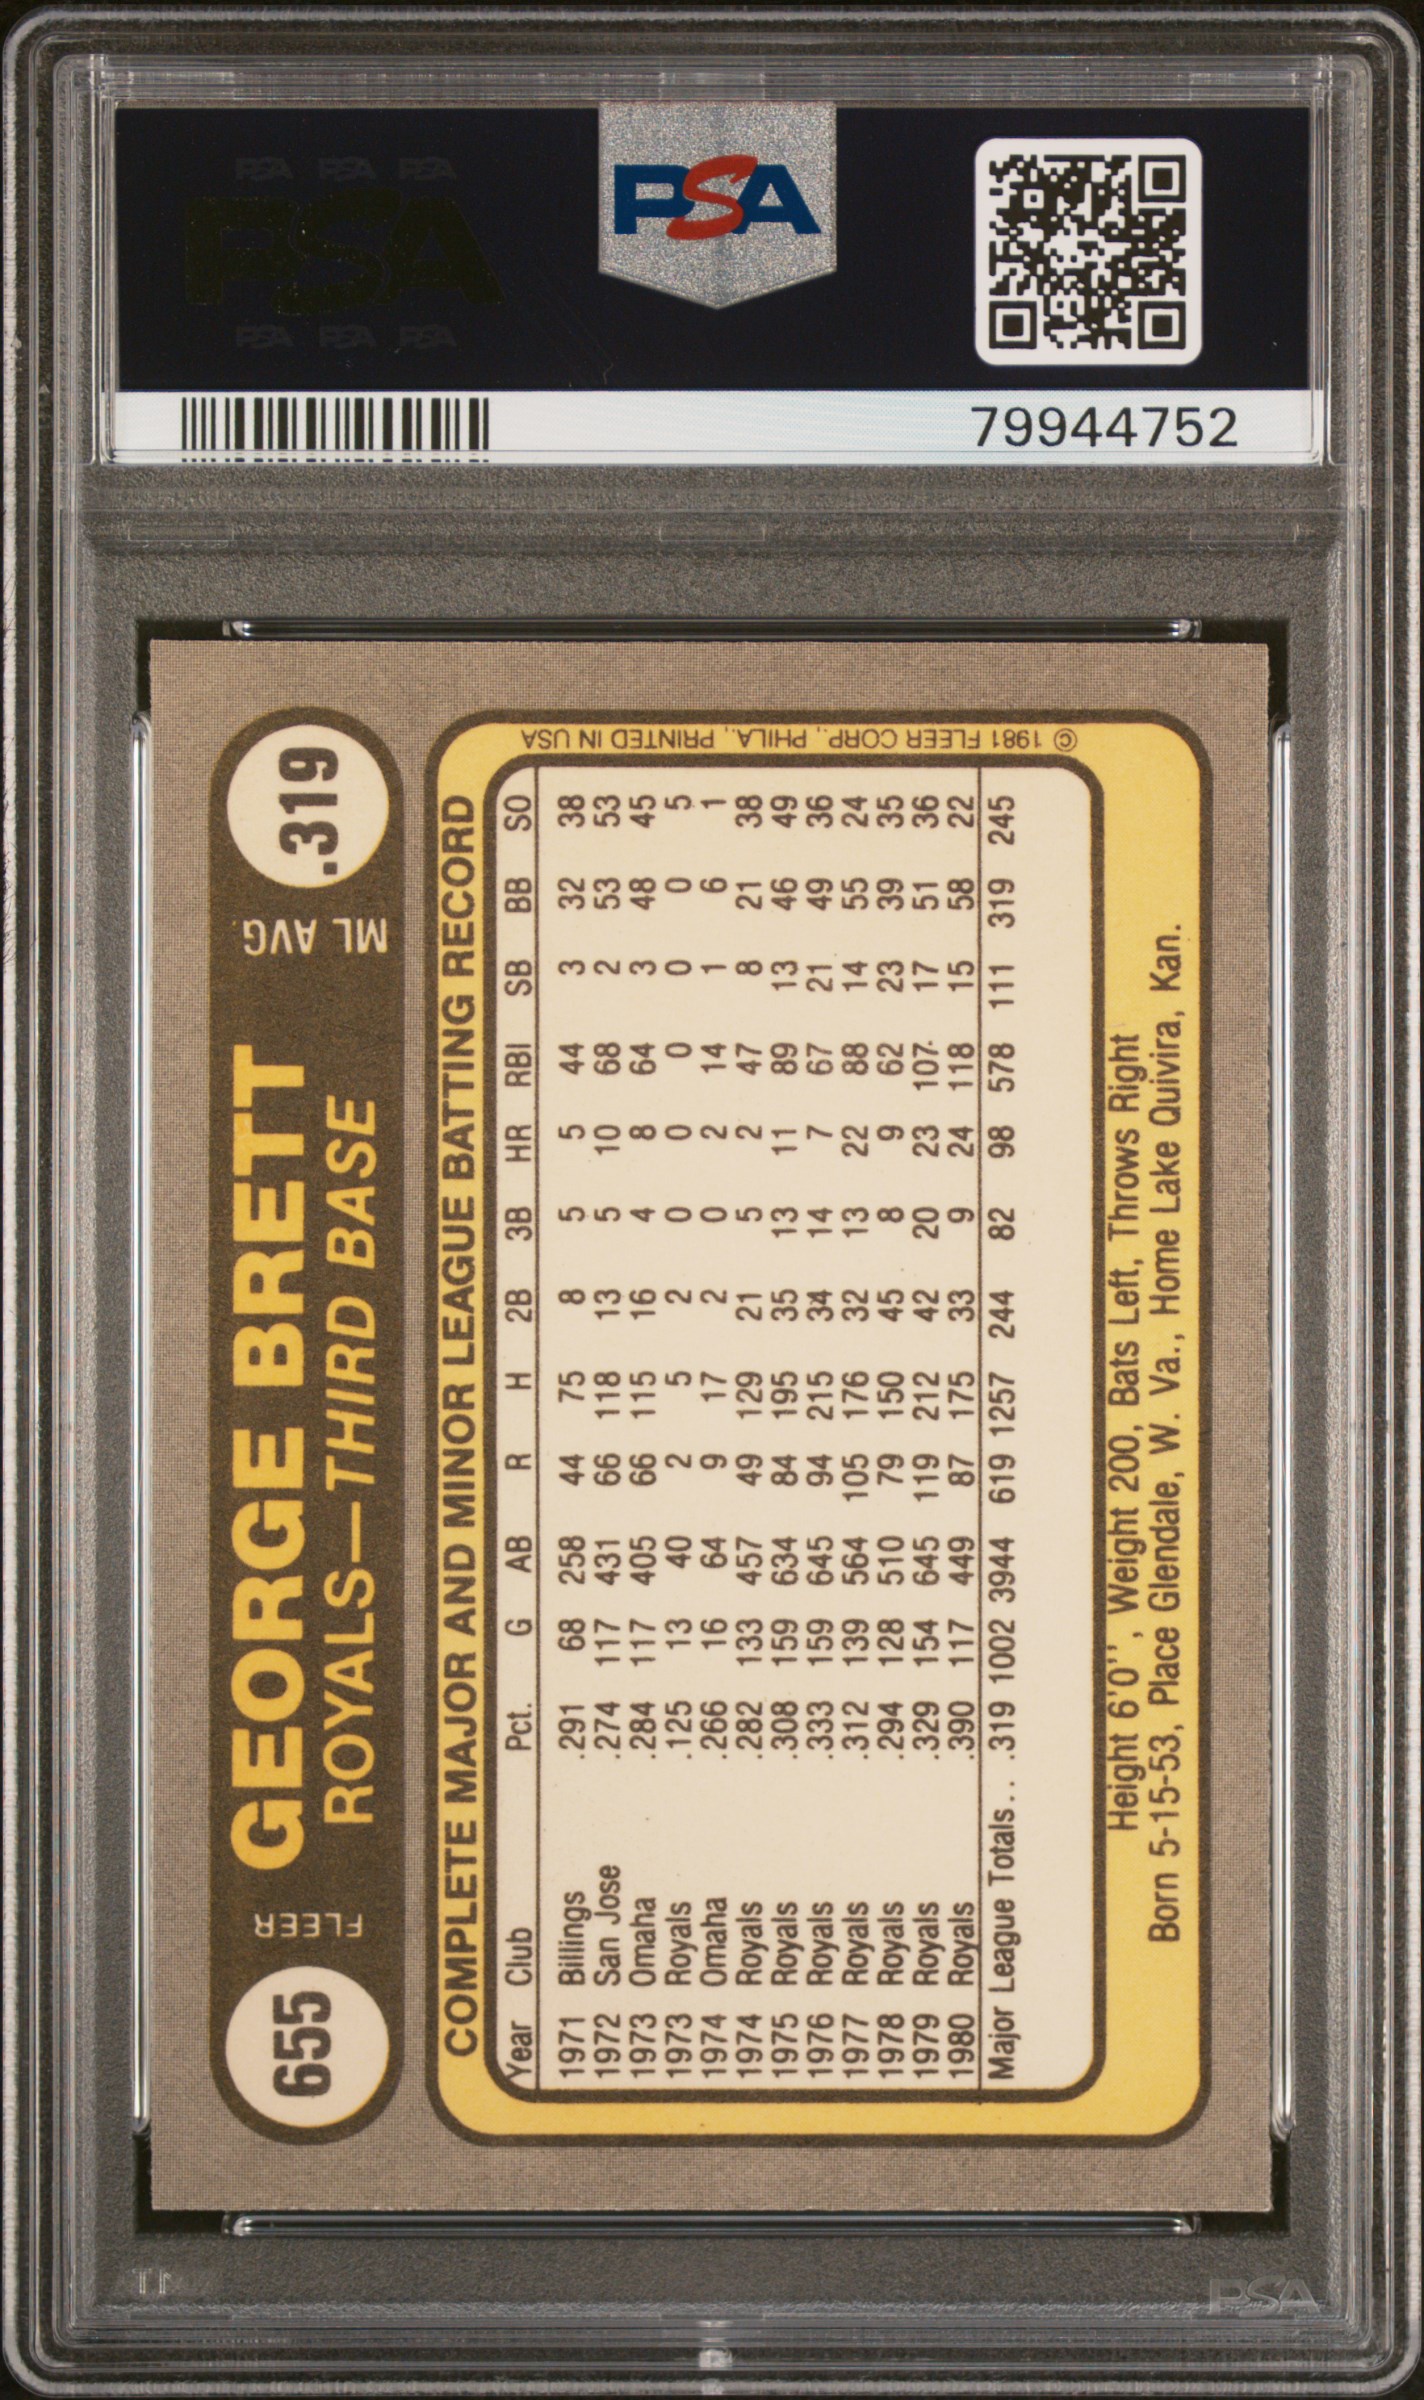 PSA PSA PSA
PSA
PSA PSA PSA
PSA
79944752
655
FLEER
GEORGE BRETT
ROYALS—THIRD BASE
ML AVG.
.319
COMPLETE MAJOR AND MINOR LEAGUE BATTING RECORD
Year Club Pct. G AB R H 2B 3B HR RBI SB BB SO
1971 Billings .291 68 258 44 75 8 5 5 44 3 32 38
1972 San Jose .274 117 431 66 118 13 5 10 68 2 53 53
1973 Omaha .284 117 405 66 115 16 4 8 64 3 48 45
1973 Royals .125 13 40 2 5 2 0 0 0 0 0 5
1974 Omaha .266 16 64 9 17 2 0 2 14 1 6 1
1974 Royals .282 133 457 49 129 21 5 2 47 8 21 38
1975 Royals .308 159 634 84 195 35 13 11 89 13 46 49
1976 Royals .333 159 645 94 215 34 14 7 67 21 49 36
1977 Royals .312 139 564 105 176 32 13 22 88 14 55 24
1978 Royals .294 128 510 79 150 45 8 9 62 23 39 35
1979 Royals .329 154 645 119 212 42 20 23 107 17 51 36
1980 Royals .390 117 449 87 175 33 9 24 118 15 58 22
Major League Totals. . .319 1002 3944 619 1257 244 82 98 578 111 319 245
© 1981 FLEER CORP., PHILA., PRINTED IN USA
Height 6'0'', Weight 200, Bats Left, Throws Right
Born 5-15-53, Place Glendale, W. Va., Home Lake Quivira, Kan.
PSA